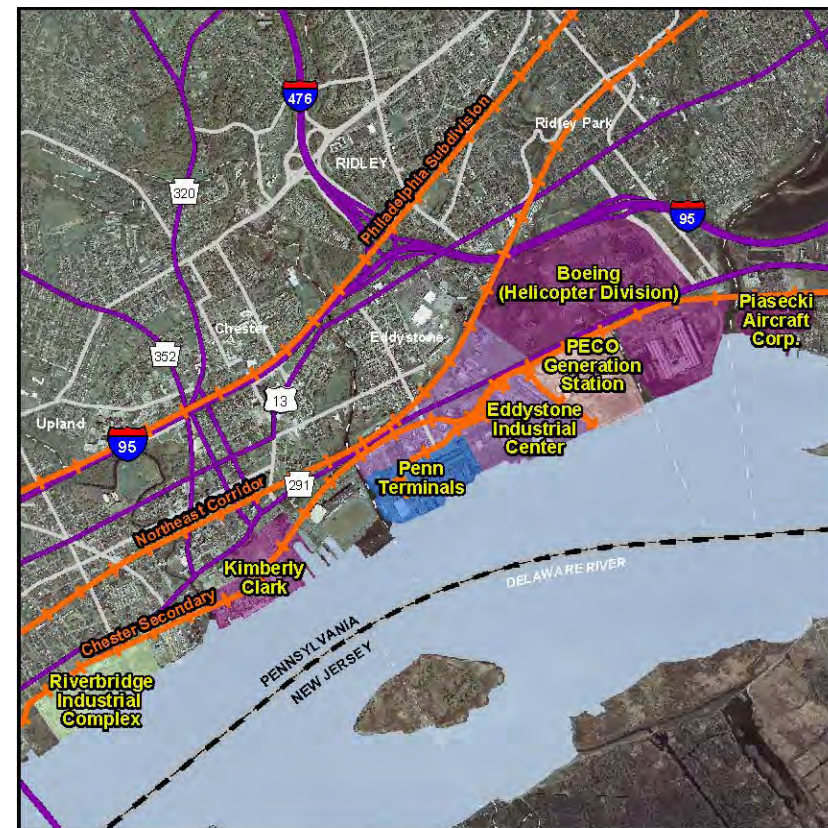 476
Philadelphia Subdivision
Ridley Park
RIDLEY
320
95
Boeing
(Helicopter Division)
Piasecki
Aircraft
Corp.
Chester
Eddystone
PECO
Generation
Station
352
13
Upland
95
Eddystone
Industrial
Center
Penn
Terminals
291
Northeast Corridor
Kimberly
Clark
DELAWARE RIVER
Chester Secondary
PENNSYLVANIA
NEW JERSEY
Riverbridge
Industrial
Complex